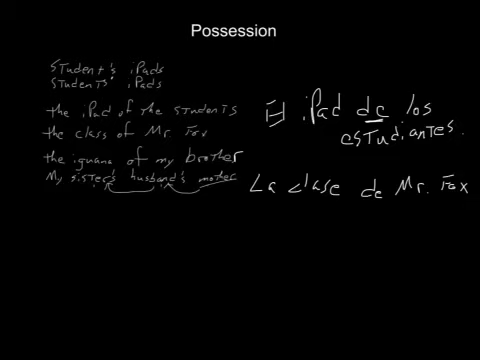 Possession
Student's iPads
Students' iPads
the iPad of the students
the class of Mr. Fox
the iguana of my brother
My sister's husband's mother
El iPad de los
estudiantes.
La clase de Mr. Fox